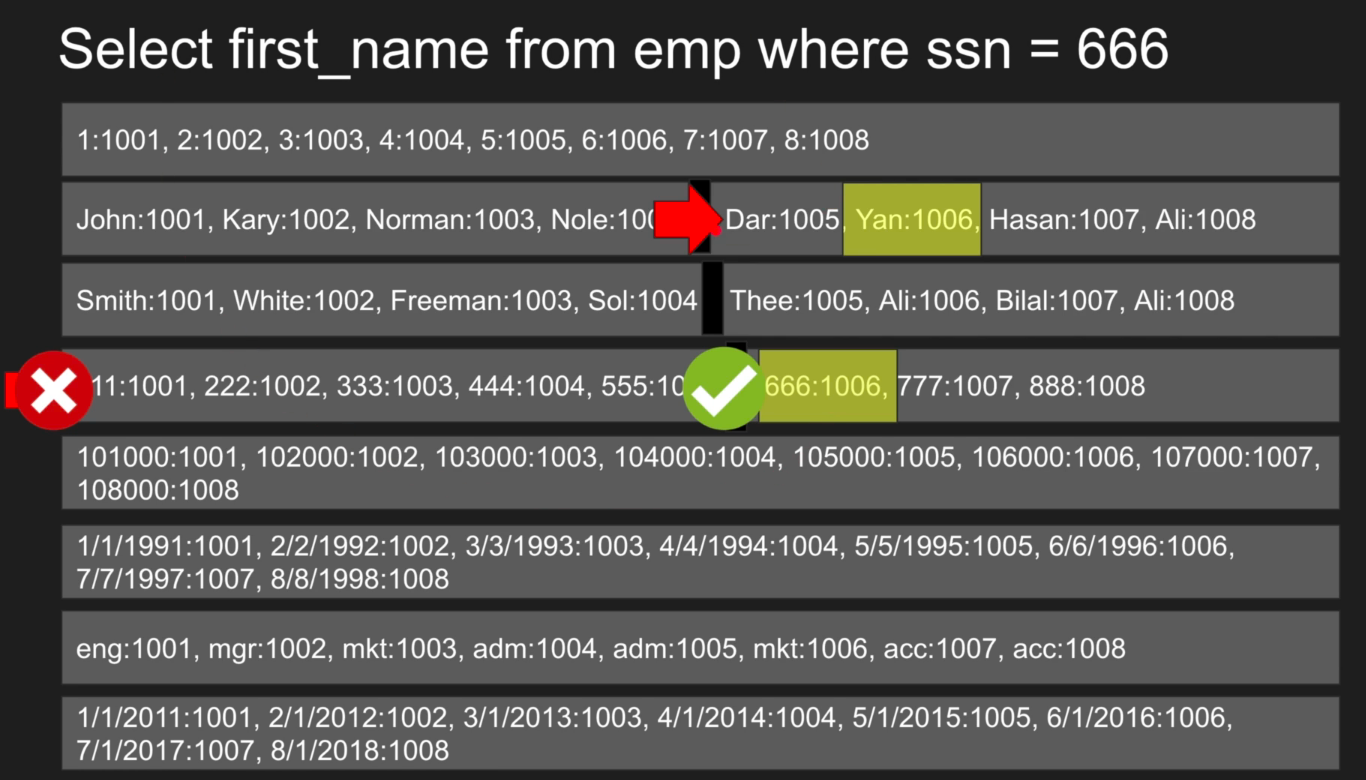 Select first_name from emp where ssn = 666
1:1001, 2:1002, 3:1003, 4:1004, 5:1005, 6:1006, 7:1007, 8:1008
John:1001, Kary:1002, Norman:1003, Nole:100 Dar:1005, Yan:1006, Hasan:1007, Ali:1008
Smith:1001, White:1002, Freeman:1003, Sol:1004 Thee:1005, Ali:1006, Bilal:1007, Ali:1008
11:1001, 222:1002, 333:1003, 444:1004, 555:10 666:1006, 777:1007, 888:1008
101000:1001, 102000:1002, 103000:1003, 104000:1004, 105000:1005, 106000:1006, 107000:1007,
108000:1008
1/1/1991:1001, 2/2/1992:1002, 3/3/1993:1003, 4/4/1994:1004, 5/5/1995:1005, 6/6/1996:1006,
7/7/1997:1007, 8/8/1998:1008
eng:1001, mgr:1002, mkt:1003, adm:1004, adm:1005, mkt:1006, acc:1007, acc:1008
1/1/2011:1001, 2/1/2012:1002, 3/1/2013:1003, 4/1/2014:1004, 5/1/2015:1005, 6/1/2016:1006,
7/1/2017:1007, 8/1/2018:1008